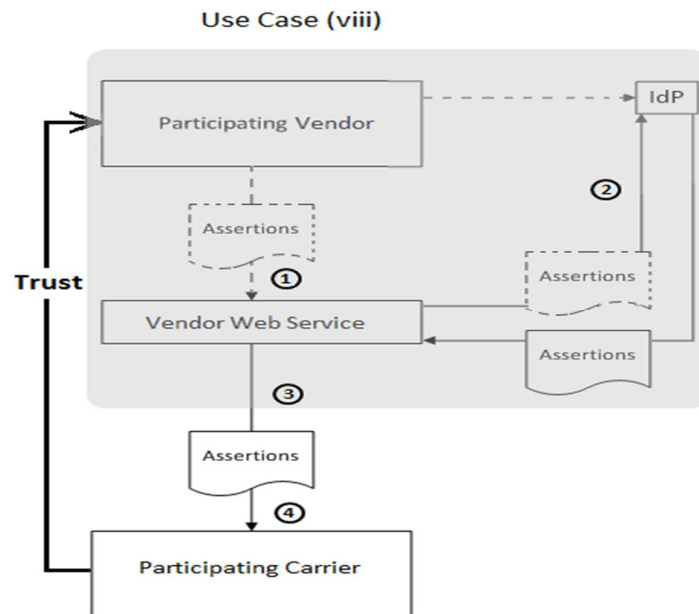 Use Case (viii)
IdP
Participating Vendor
2
Assertions
Assertions
1
Trust
Vendor Web Service
Assertions
3
Assertions
4
Participating Carrier